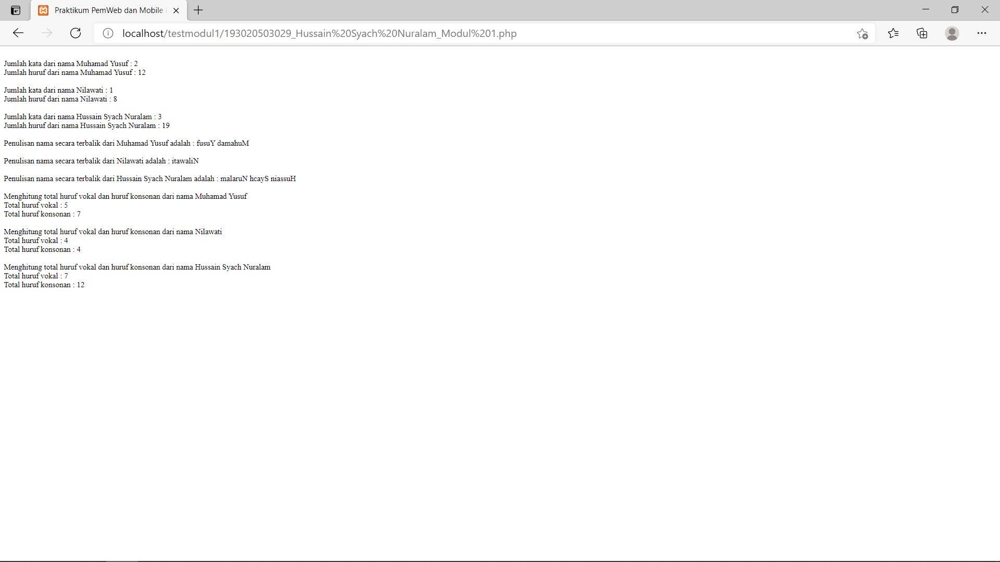 Praktikum PemWeb dan Mobile
localhost/testmodul1/193020503029_Hussain%20Syach%20Nuralam_Modul%201.php
Jumlah kata dari nama Muhamad Yusuf : 2
Jumlah huruf dari nama Muhamad Yusuf : 12
Jumlah kata dari nama Nilawati : 1
Jumlah huruf dari nama Nilawati : 8
Jumlah kata dari nama Hussain Syach Nuralam : 3
Jumlah huruf dari nama Hussain Syach Nuralam : 19
Penulisan nama secara terbalik dari Muhamad Yusuf adalah : fusuY damahuM
Penulisan nama secara terbalik dari Nilawati adalah : itawaliN
Penulisan nama secara terbalik dari Hussain Syach Nuralam adalah : malaruN hcayS niassuH
Menghitung total huruf vokal dan huruf konsonan dari nama Muhamad Yusuf
Total huruf vokal : 5
Total huruf konsonan : 7
Menghitung total huruf vokal dan huruf konsonan dari nama Nilawati
Total huruf vokal : 4
Total huruf konsonan : 4
Menghitung total huruf vokal dan huruf konsonan dari nama Hussain Syach Nuralam
Total huruf vokal : 7
Total huruf konsonan : 12